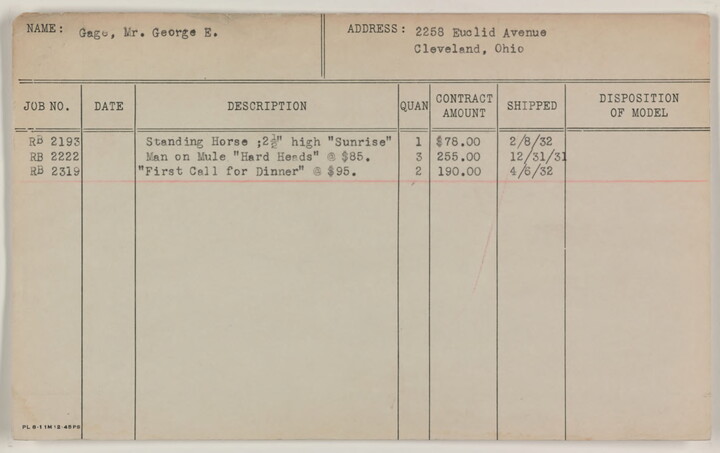 NAME: Gage, Mr. George E. ADDRESS: 2258 Euclid Avenue
Cleveland, Ohio
JOB NO. DATE DESCRIPTION QUAN CONTRACT AMOUNT SHIPPED DISPOSITION OF MODEL
RB 2193 Standing Horse ;2½" high "Sunrise" 1 $78.00 2/8/32
RB 2222 Man on Mule "Hard Heads" @ $85. 3 255.00 12/31/31
RB 2319 "First Call for Dinner" @ $95. 2 190.00 4/6/32